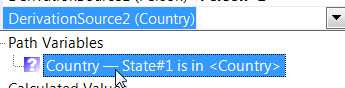 DerivationSource2 (Country)
Path Variables
Country — State#1 is in <Country>